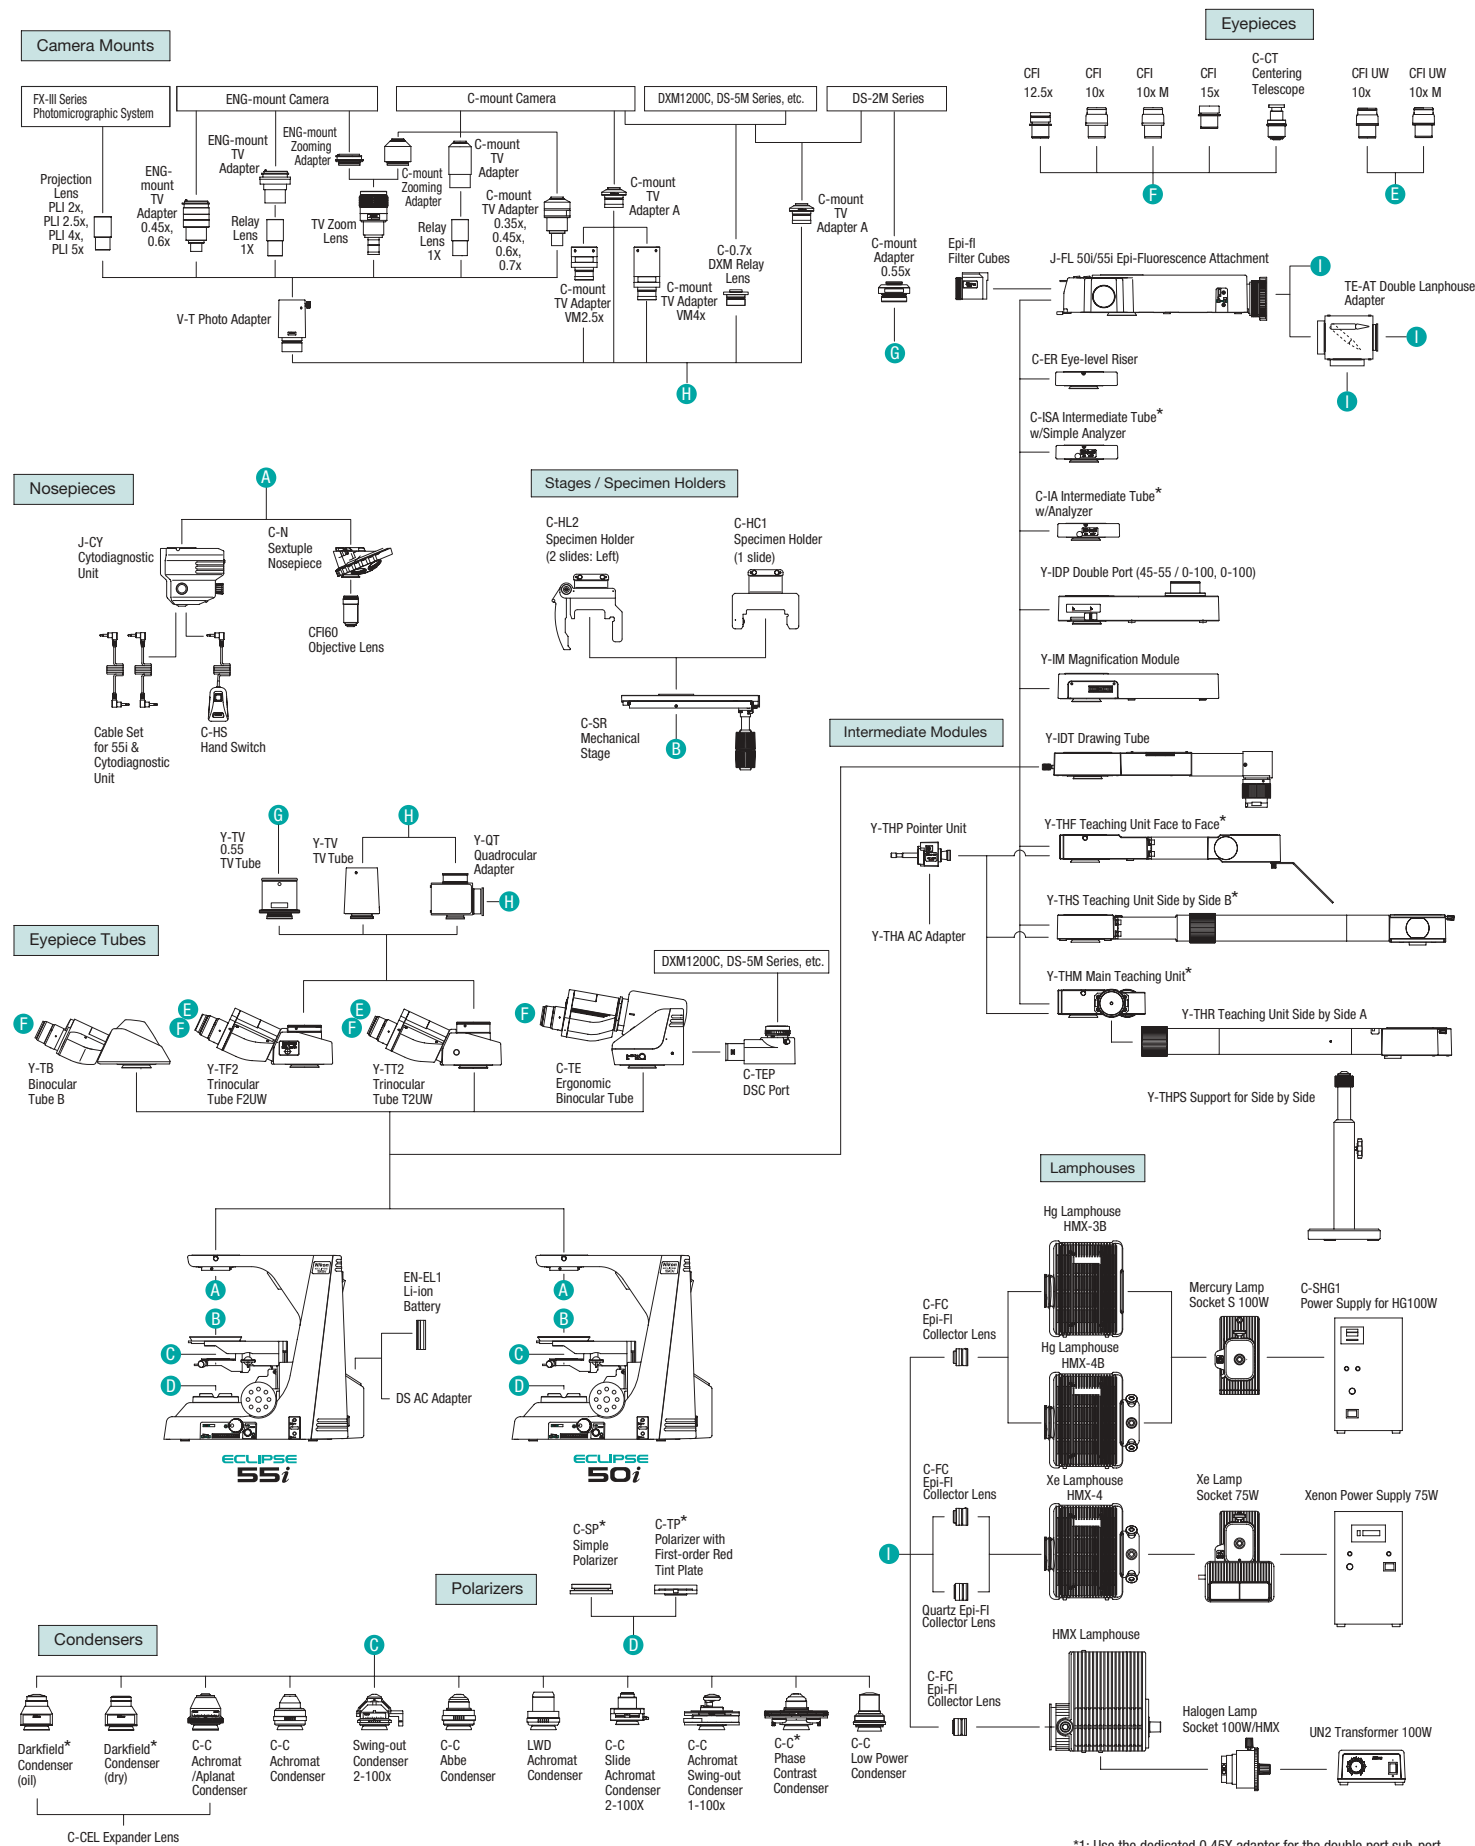 Camera Mounts
FX-III Series
Photomicrographic System
ENG-mount Camera
C-mount Camera
DXM1200C, DS-5M Series, etc.
DS-2M Series
Projection
Lens
PLI 2x,
PLI 2.5x,
PLI 4x,
PLI 5x
ENG-
mount
TV
Adapter
0.45x,
0.6x
ENG-mount
TV
Adapter
Relay
Lens
1X
ENG-mount
Zooming
Adapter
TV Zoom
Lens
C-mount
Zooming
Adapter
C-mount
TV
Adapter
Relay
Lens
1X
C-mount
TV Adapter
0.35x,
0.45x,
0.6x,
0.7x
C-mount
TV
Adapter A
C-mount
TV Adapter
VM2.5x
C-mount
TV Adapter
VM4x
C-0.7x
DXM Relay
Lens
C-mount
TV
Adapter A
C-mount
Adapter
0.55x
G
V-T Photo Adapter
H
Eyepieces
CFI
12.5x
CFI
10x
CFI
10x M
CFI
15x
C-CT
Centering
Telescope
CFI UW
10x
CFI UW
10x M
F
E
Epi-fl
Filter Cubes
J-FL 50i/55i Epi-Fluorescence Attachment
I
TE-AT Double Lanphouse
Adapter
I
I
C-ER Eye-level Riser
C-ISA Intermediate Tube*
w/Simple Analyzer
C-IA Intermediate Tube*
w/Analyzer
Y-IDP Double Port (45-55 / 0-100, 0-100)
Y-IM Magnification Module
Intermediate Modules
Y-IDT Drawing Tube
Y-THP Pointer Unit
Y-THF Teaching Unit Face to Face*
Y-THS Teaching Unit Side by Side B*
Y-THA AC Adapter
Y-THM Main Teaching Unit*
Y-THR Teaching Unit Side by Side A
Y-THPS Support for Side by Side
Nosepieces
A
J-CY
Cytodiagnostic
Unit
C-N
Sextuple
Nosepiece
CFI60
Objective Lens
Cable Set
for 55i &
Cytodiagnostic
Unit
C-HS
Hand Switch
Stages / Specimen Holders
C-HL2
Specimen Holder
(2 slides: Left)
C-HC1
Specimen Holder
(1 slide)
C-SR
Mechanical
Stage
B
G
Y-TV
0.55
TV Tube
H
Y-TV
TV Tube
Y-QT
Quadrocular
Adapter
H
Eyepiece Tubes
DXM1200C, DS-5M Series, etc.
F
Y-TB
Binocular
Tube B
E
F
Y-TF2
Trinocular
Tube F2UW
E
F
Y-TT2
Trinocular
Tube T2UW
F
C-TE
Ergonomic
Binocular Tube
C-TEP
DSC Port
A
B
C
D
EN-EL1
Li-ion
Battery
DS AC Adapter
ECLIPSE
55i
A
B
C
D
ECLIPSE
50i
Lamphouses
Hg Lamphouse
HMX-3B
C-FC
Epi-Fl
Collector Lens
Hg Lamphouse
HMX-4B
Mercury Lamp
Socket S 100W
C-SHG1
Power Supply for HG100W
C-FC
Epi-Fl
Collector Lens
Xe Lamphouse
HMX-4
Xe Lamp
Socket 75W
Xenon Power Supply 75W
I
Quartz Epi-Fl
Collector Lens
HMX Lamphouse
C-FC
Epi-Fl
Collector Lens
Halogen Lamp
Socket 100W/HMX
UN2 Transformer 100W
Polarizers
C-SP*
Simple
Polarizer
C-TP*
Polarizer with
First-order Red
Tint Plate
D
Condensers
C
Darkfield*
Condenser
(oil)
Darkfield*
Condenser
(dry)
C-C
Achromat
/Aplanat
Condenser
C-C
Achromat
Condenser
Swing-out
Condenser
2-100x
C-C
Abbe
Condenser
LWD
Achromat
Condenser
C-C
Slide
Achromat
Condenser
2-100X
C-C
Achromat
Swing-out
Condenser
1-100x
C-C*
Phase
Contrast
Condenser
C-C
Low Power
Condenser
C-CEL Expander Lens
*1: Use the dedicated 0.45X adapter for the double port sub-port